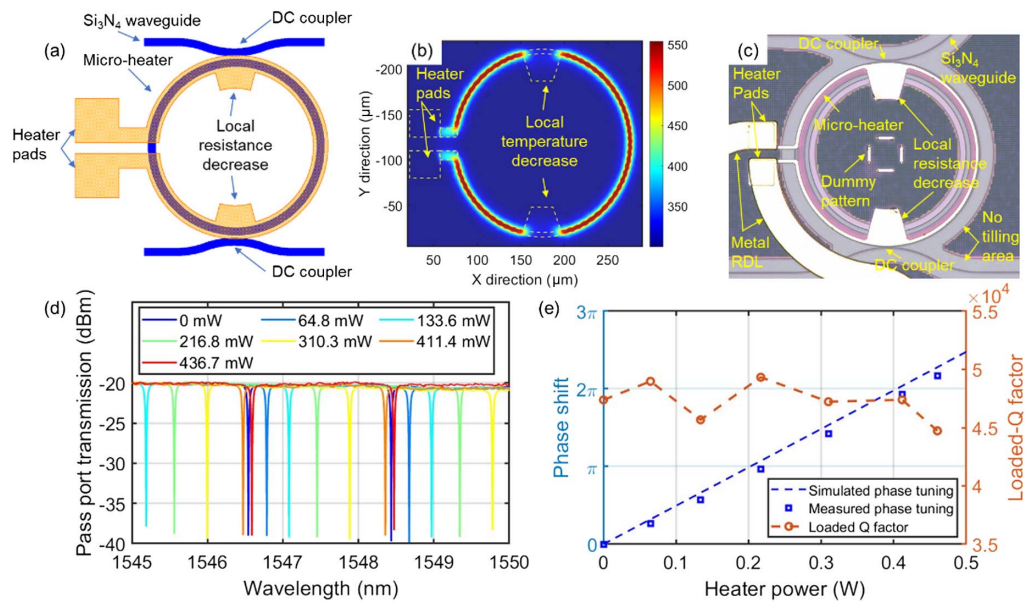 (a)
Si₃N₄ waveguide
DC coupler
Micro-heater
Heater
pads
Local
resistance
decrease
DC coupler
(b)
Y direction (μm)
-200
-150
-100
-50
Heater
pads
Local
temperature
decrease
50 100 150 200 250
X direction (μm)
550
500
450
400
350
(c)
DC coupler
Si₃N₄
waveguide
Heater
Pads
Micro-heater
Local
resistance
decrease
Dummy
pattern
Metal
RDL
DC coupler
No
tilling
area
(d)
Pass port transmission (dBm)
0 mW 64.8 mW 133.6 mW
216.8 mW 310.3 mW 411.4 mW
436.7 mW
-20
-25
-30
-35
-40
1545 1546 1547 1548 1549 1550
Wavelength (nm)
(e)
Phase shift
3π
2π
π
0
×10⁴
5.5
5
4.5
4
3.5
Loaded-Q factor
Simulated phase tuning
Measured phase tuning
Loaded Q factor
0 0.1 0.2 0.3 0.4 0.5
Heater power (W)